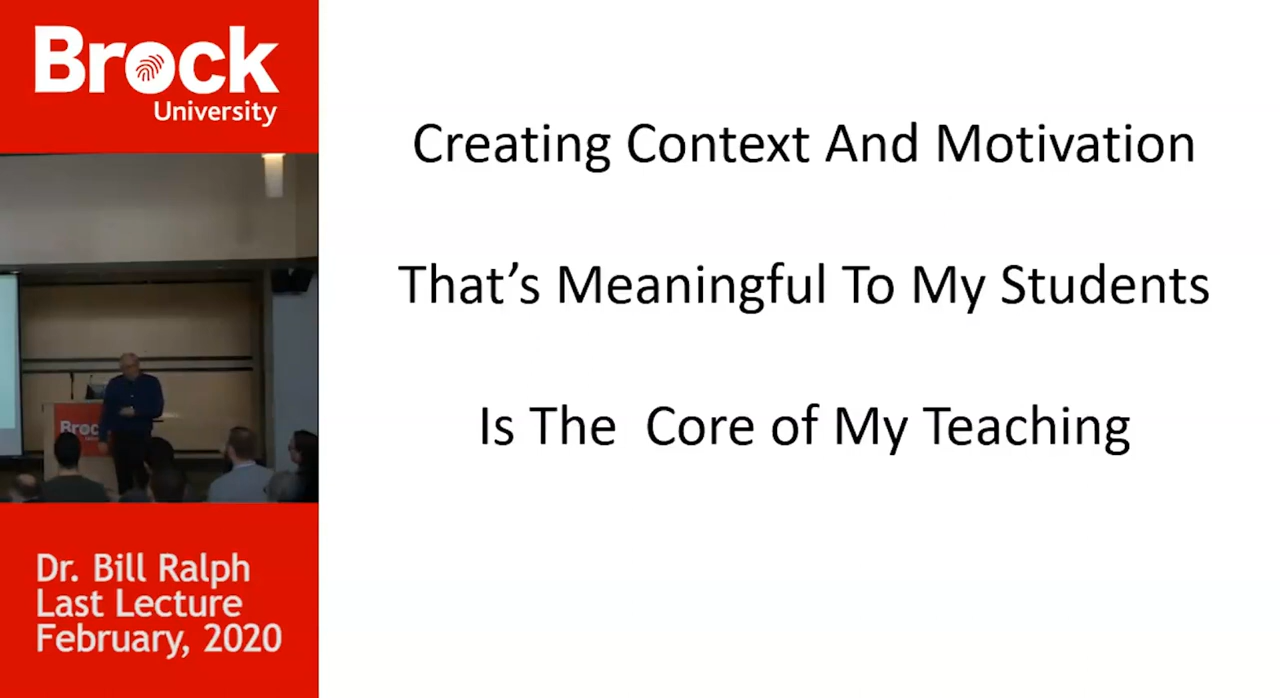 Brock
University
Creating Context And Motivation
That's Meaningful To My Students
Is The  Core of My Teaching
Broc
Dr. Bill Ralph
Last Lecture
February, 2020